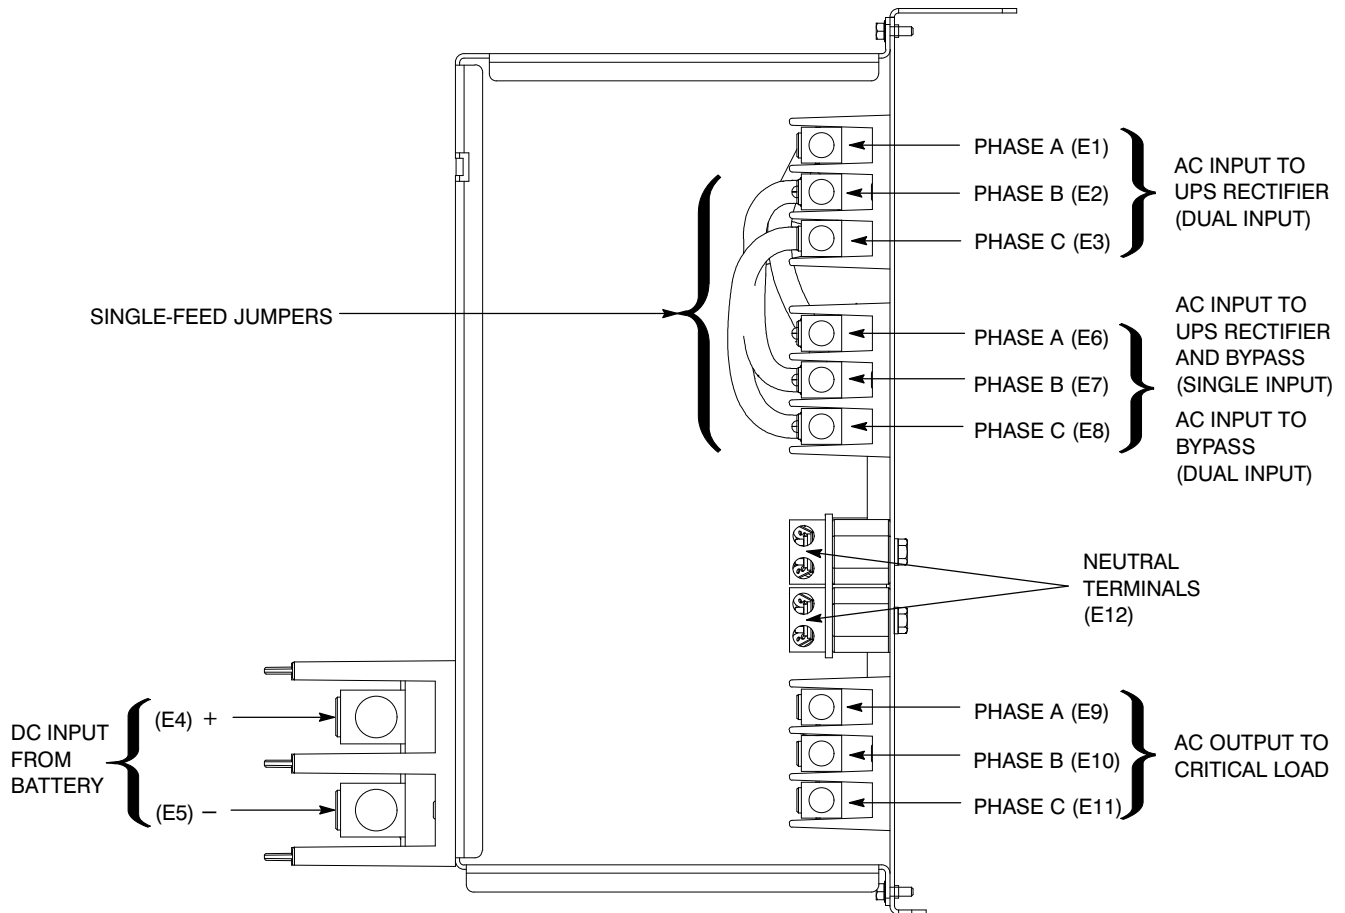 PHASE A (E1)
PHASE B (E2)
PHASE C (E3)
AC INPUT TO
UPS RECTIFIER
(DUAL INPUT)
SINGLE-FEED JUMPERS
PHASE A (E6)
PHASE B (E7)
PHASE C (E8)
AC INPUT TO
UPS RECTIFIER
AND BYPASS
(SINGLE INPUT)
AC INPUT TO
BYPASS
(DUAL INPUT)
NEUTRAL
TERMINALS
(E12)
DC INPUT
FROM
BATTERY
(E4) +
(E5) −
PHASE A (E9)
PHASE B (E10)
PHASE C (E11)
AC OUTPUT TO
CRITICAL LOAD